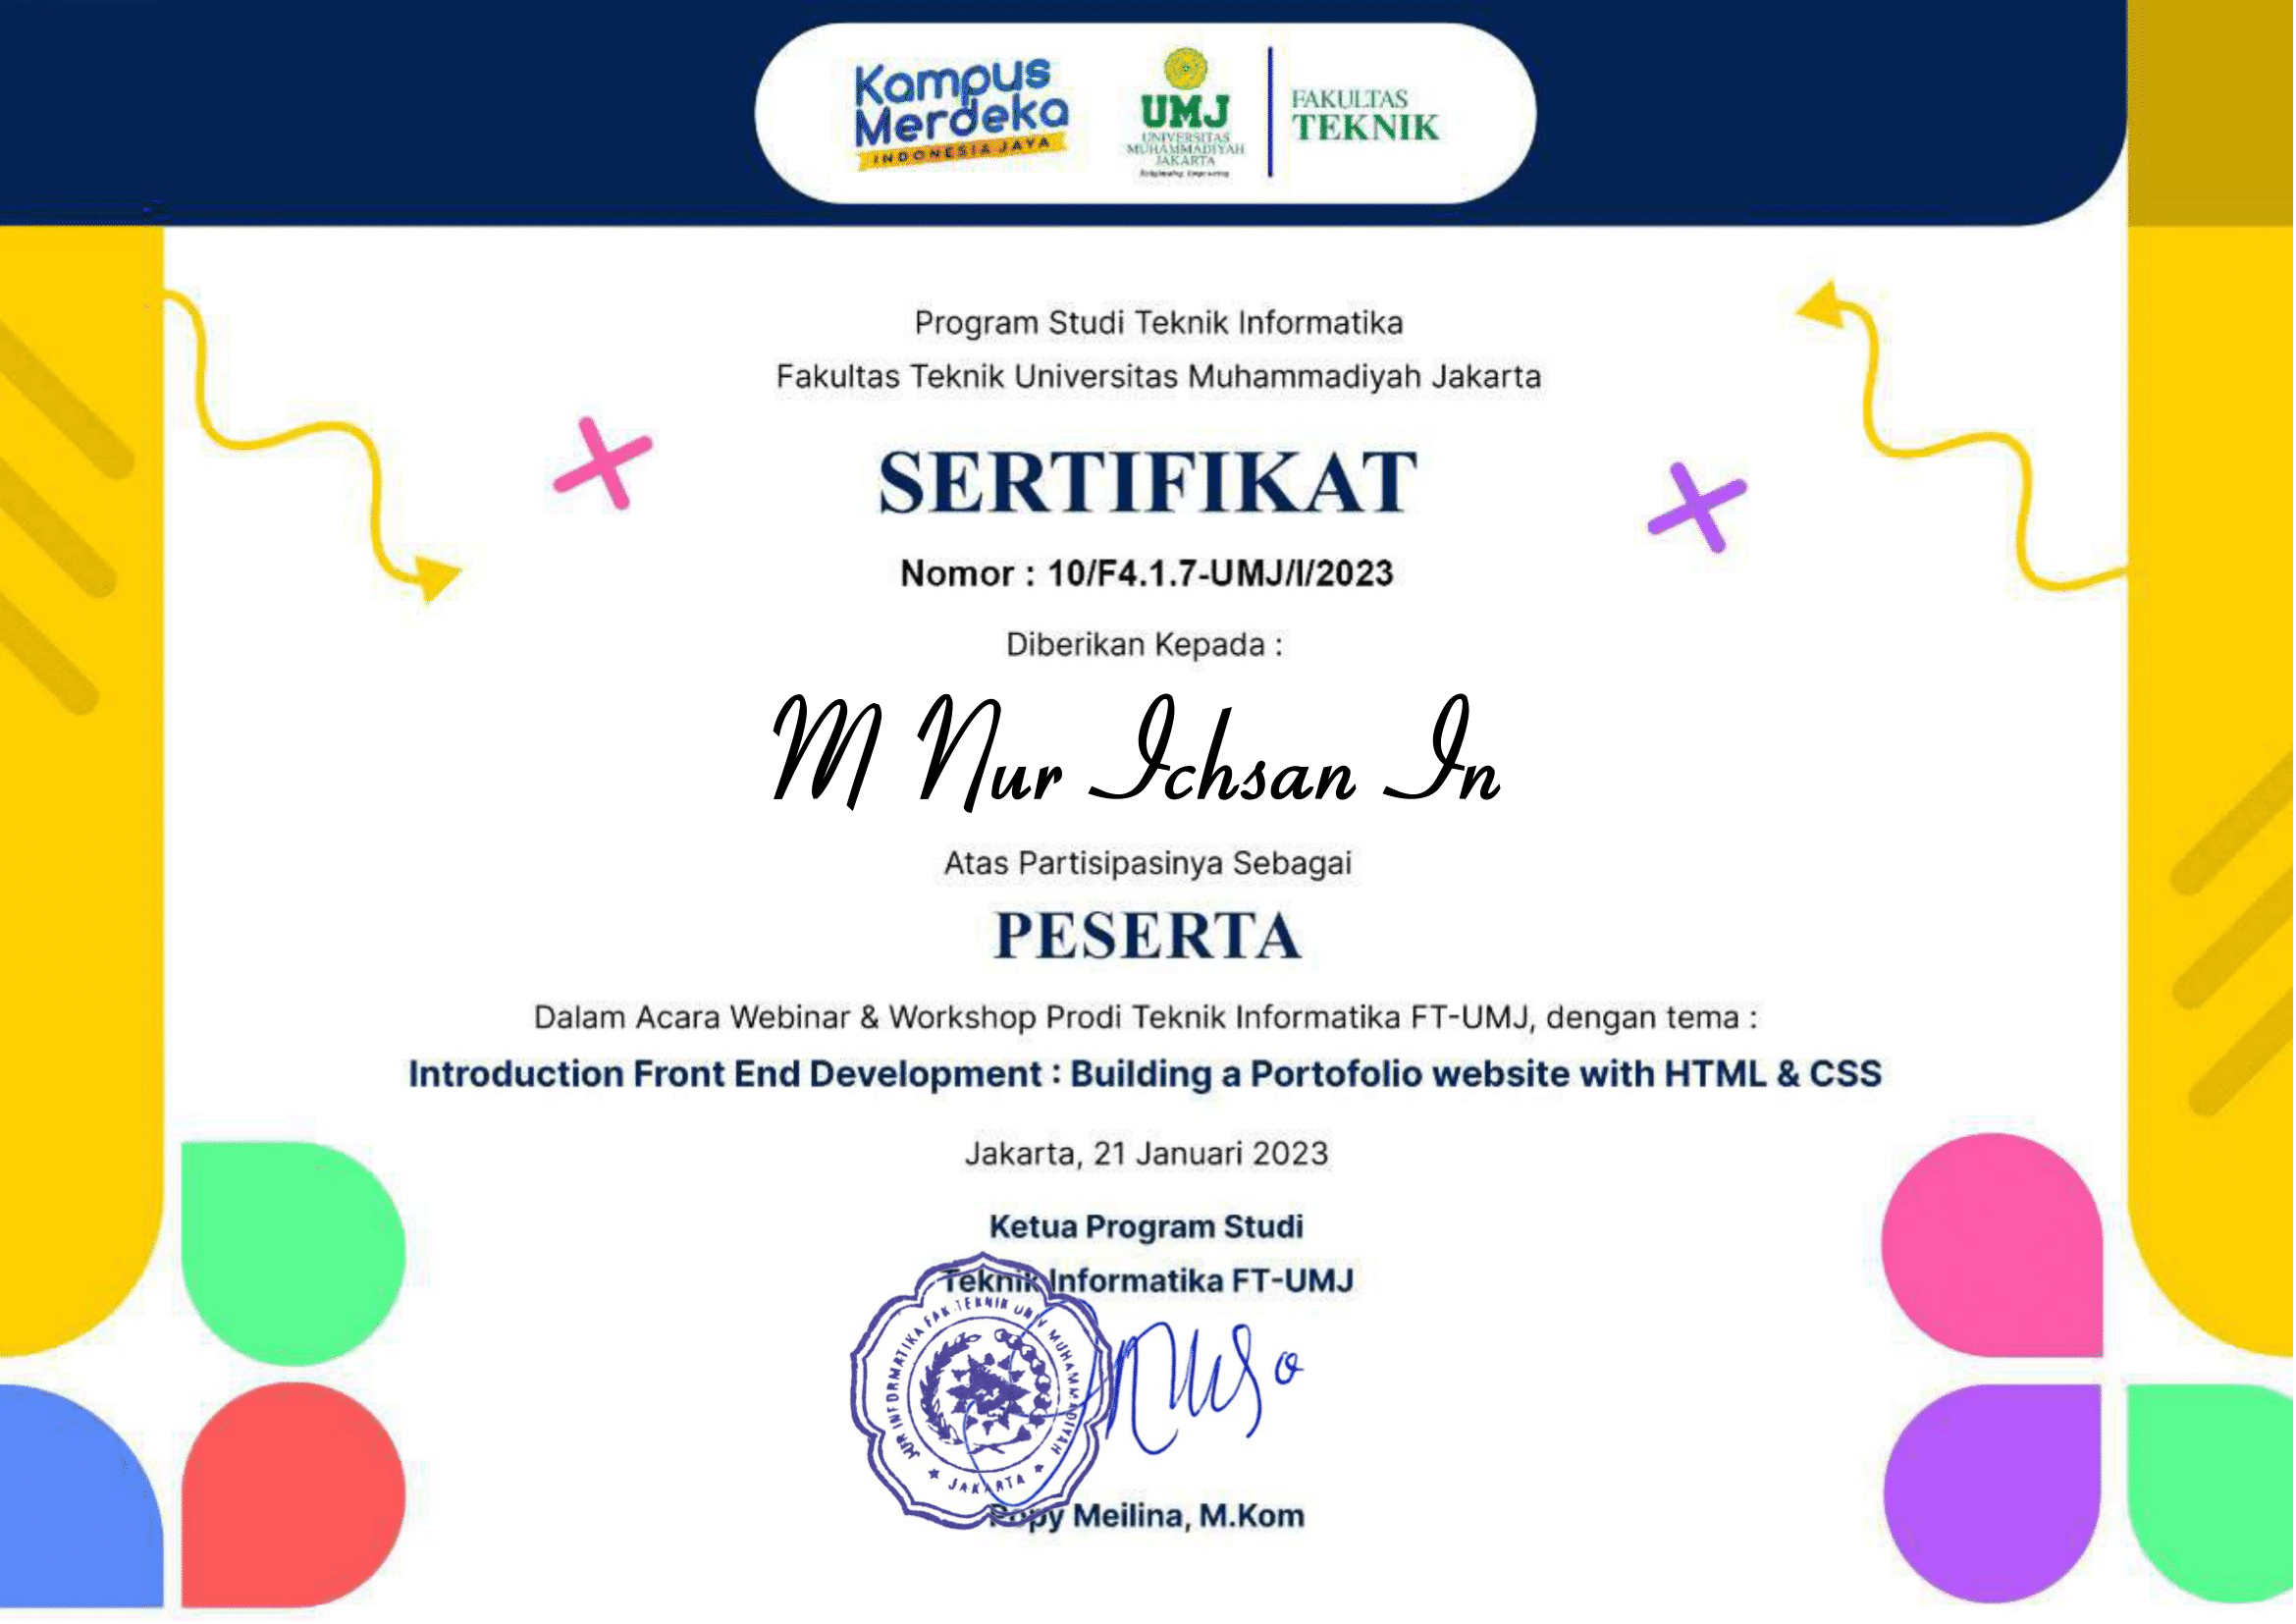 Kampus
Merdeka
INDONESIA JAYA
UMJ
UNIVERSITAS
MUHAMMADIYAH
JAKARTA
FAKULTAS
TEKNIK
Program Studi Teknik Informatika
Fakultas Teknik Universitas Muhammadiyah Jakarta
SERTIFIKAT
Nomor : 10/F4.1.7-UMJ/I/2023
Diberikan Kepada :
M Nur Ichsan In
Atas Partisipasinya Sebagai
PESERTA
Dalam Acara Webinar & Workshop Prodi Teknik Informatika FT-UMJ, dengan tema :
Introduction Front End Development : Building a Portofolio website with HTML & CSS
Jakarta, 21 Januari 2023
Ketua Program Studi
Teknik Informatika FT-UMJ
JUR INFORMATIKA FAK.TEKNIK UNIV MUHAMMADIYAH
JAKARTA
Popy Meilina, M.Kom